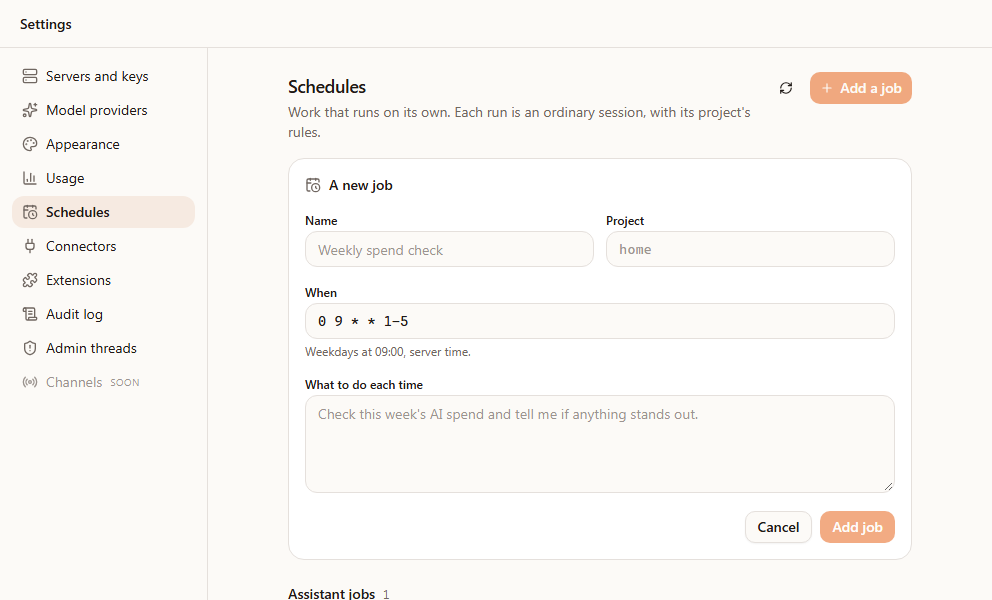 Settings
Servers and keys
Model providers
Appearance
Usage
Schedules
Connectors
Extensions
Audit log
Admin threads
Channels SOON
Schedules
Work that runs on its own. Each run is an ordinary session, with its project's
rules.
+ Add a job
A new job
Name
Weekly spend check
Project
home
When
0 9 * * 1-5
Weekdays at 09:00, server time.
What to do each time
Check this week's AI spend and tell me if anything stands out.
Cancel
Add job
Assistant jobs 1